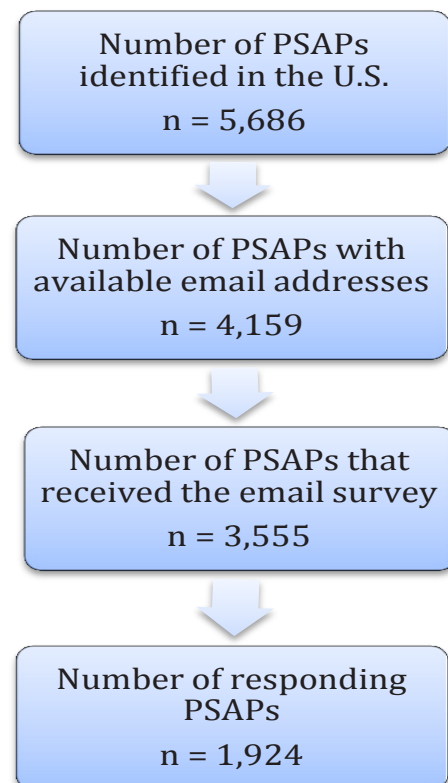 Number of PSAPs
identified in the U.S.
n = 5,686
Number of PSAPs with
available email addresses
n = 4,159
Number of PSAPs that
received the email survey
n = 3,555
Number of responding
PSAPs
n = 1,924